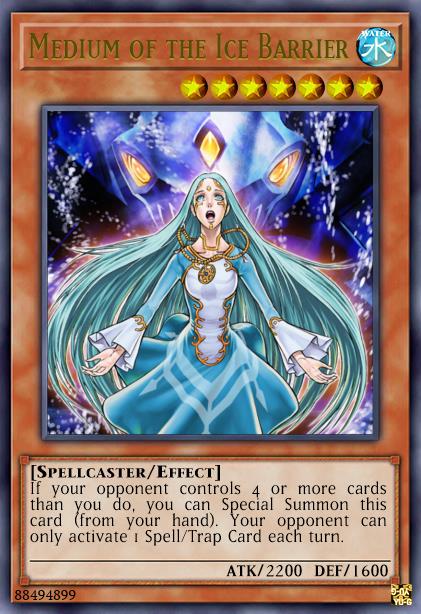 Medium of the Ice Barrier
WATER
水
[Spellcaster/Effect]
If your opponent controls 4 or more cards
than you do, you can Special Summon this
card (from your hand). Your opponent can
only activate 1 Spell/Trap Card each turn.
ATK/2200 DEF/1600
88494899